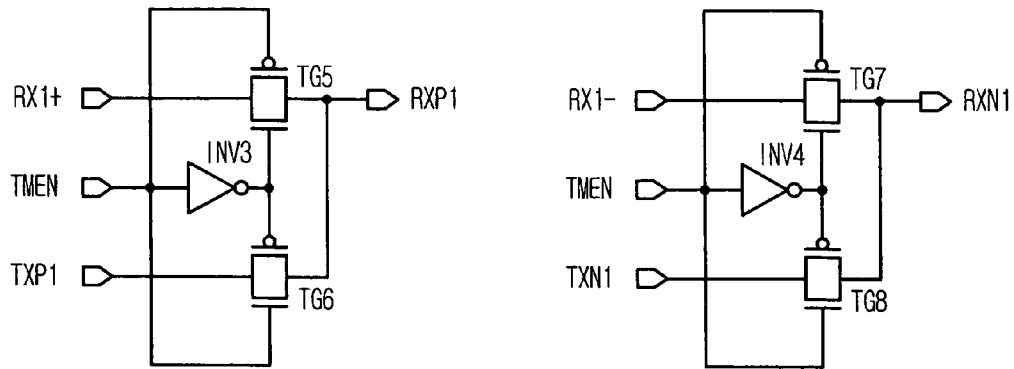 TG5
RX1+
RXP1
INV3
TMEN
TXP1
TG6
TG7
RX1-
RXN1
INV4
TMEN
TXN1
TG8